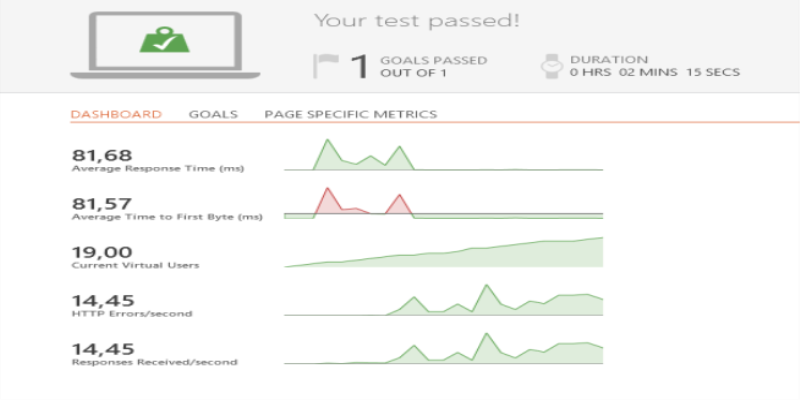 Your test passed!
1 GOALS PASSED
OUT OF 1
DURATION
0 HRS 02 MINS 15 SECS
DASHBOARD GOALS PAGE SPECIFIC METRICS
81,68
Average Response Time (ms)
81,57
Average Time to First Byte (ms)
19,00
Current Virtual Users
14,45
HTTP Errors/second
14,45
Responses Received/second